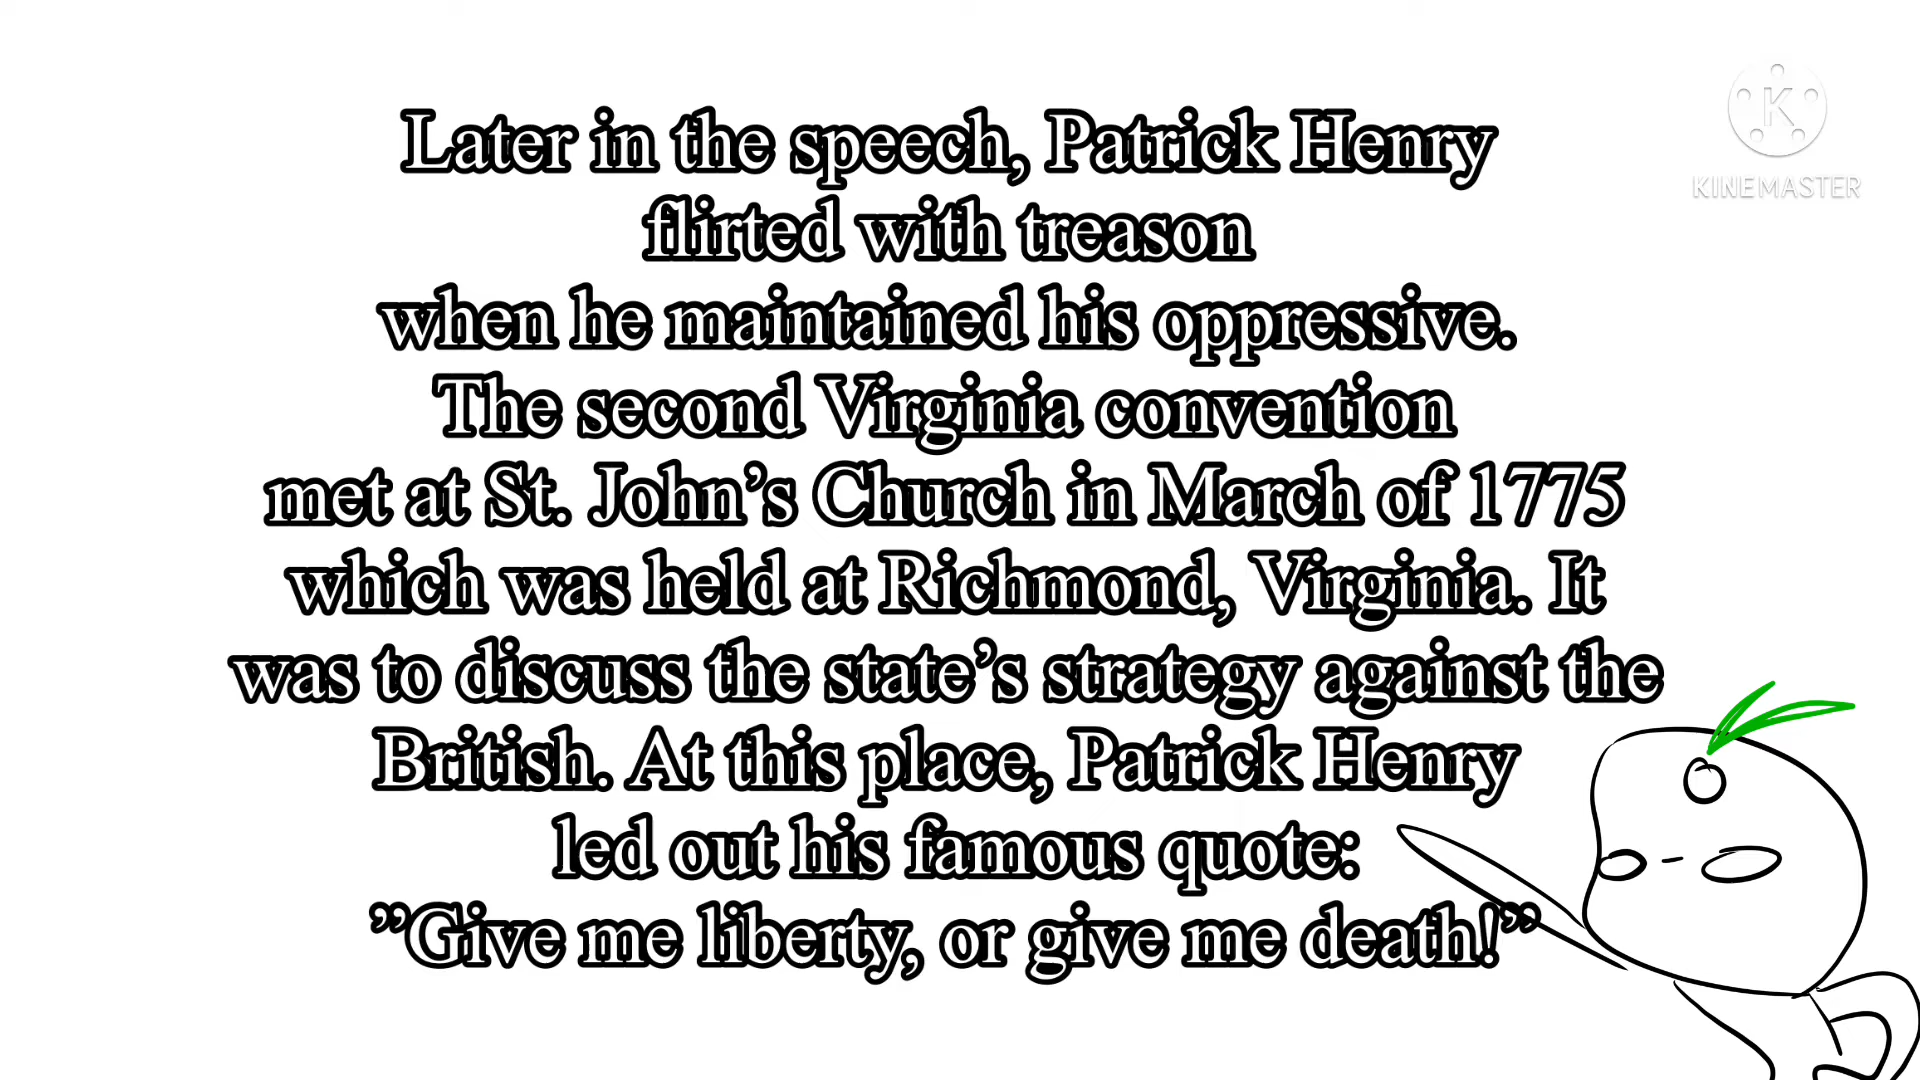 Later in the speech, Patrick Henry
flirted with treason
when he maintained his oppressive.
The second Virginia convention
met at St. John’s Church in March of 1775
which was held at Richmond, Virginia. It
was to discuss the state’s strategy against the
British. At this place, Patrick Henry
led out his famous quote:
”Give me liberty, or give me death!”
K
KINEMASTER